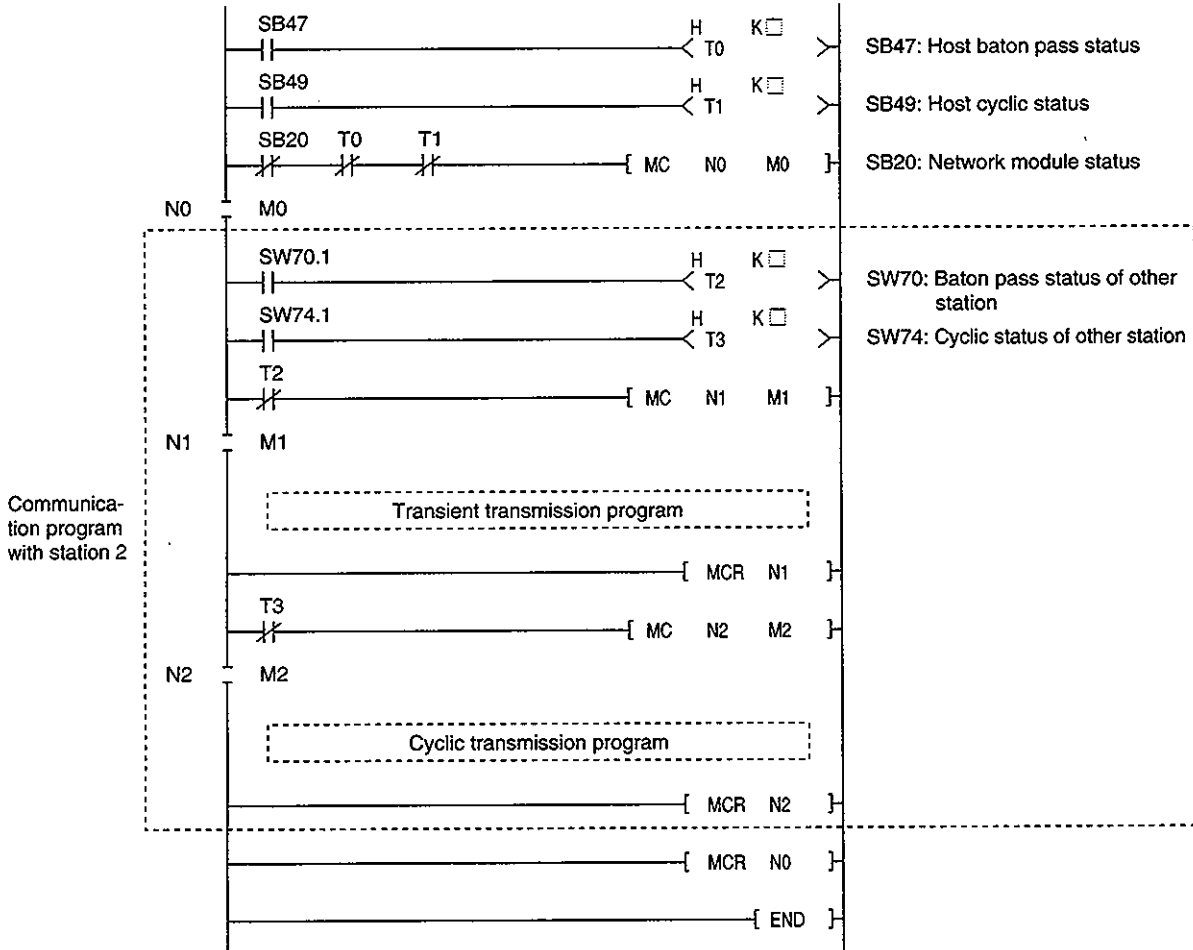 SB47
H K□
T0
SB47: Host baton pass status
SB49
H K□
T1
SB49: Host cyclic status
SB20 T0 T1
MC N0 M0
SB20: Network module status
N0 M0
SW70.1
H K□
T2
SW70: Baton pass status of other
station
SW74.1
H K□
T3
SW74: Cyclic status of other station
T2
MC N1 M1
N1 M1
Communica-
tion program
with station 2
Transient transmission program
MCR N1
T3
MC N2 M2
N2 M2
Cyclic transmission program
MCR N2
MCR N0
END